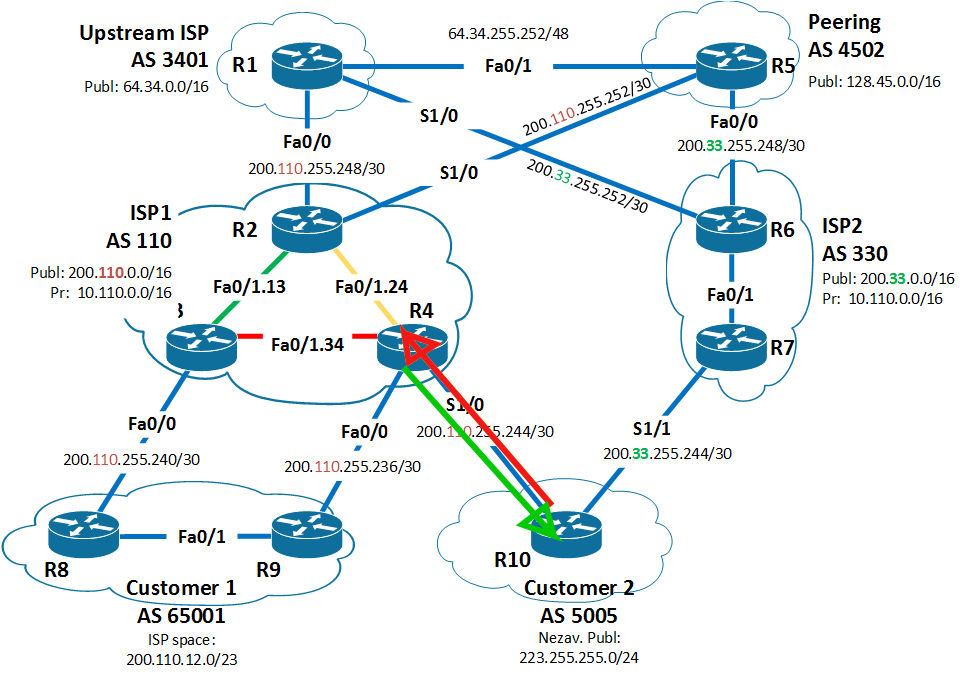 Upstream ISP
AS 3401
Publ: 64.34.0.0/16
R1
64.34.255.252/48
Fa0/1
Peering
AS 4502
R5
Publ: 128.45.0.0/16
S1/0
200.110.255.252/30
Fa0/0
200.110.255.248/30
S1/0
200.33.255.252/30
Fa0/0
200.33.255.248/30
ISP1
AS 110
Publ: 200.110.0.0/16
Pr: 10.110.0.0/16
R2
Fa0/1.13
Fa0/1.24
R4
Fa0/1.34
R6
ISP2
AS 330
Publ: 200.33.0.0/16
Pr: 10.110.0.0/16
Fa0/1
R7
Fa0/0
200.110.255.240/30
Fa0/0
200.110.255.236/30
S1/0
200.110.255.244/30
S1/1
200.33.255.244/30
R8
Fa0/1
R9
Customer 1
AS 65001
ISP space:
200.110.12.0/23
R10
Customer 2
AS 5005
Nezav. Publ:
223.255.255.0/24